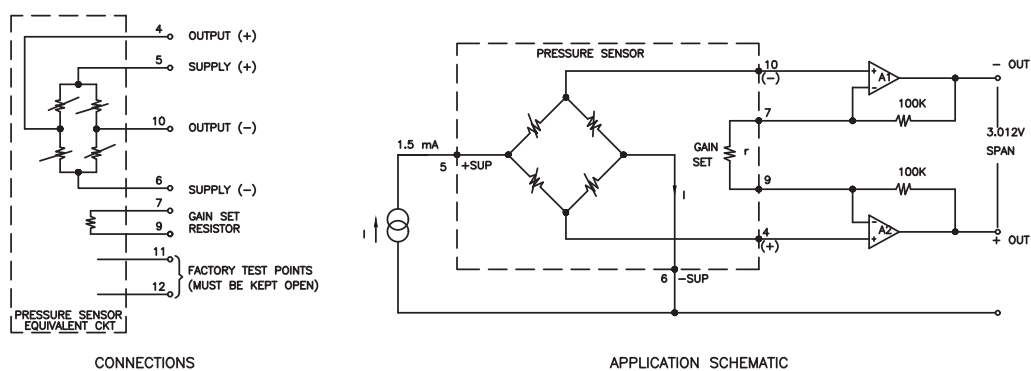 4 OUTPUT (+)
5 SUPPLY (+)
10 OUTPUT (-)
6 SUPPLY (-)
7 GAIN SET
9 RESISTOR
11 FACTORY TEST POINTS
12 (MUST BE KEPT OPEN)
PRESSURE SENSOR
EQUIVALENT CKT
CONNECTIONS
PRESSURE SENSOR
10
(-)
A1
+
-
- OUT
7
100K
1.5 mA
5 +SUP
GAIN
SET r
3.012V
SPAN
9
100K
I
I
4
(+)
A2
-
+
+ OUT
6 -SUP
APPLICATION SCHEMATIC